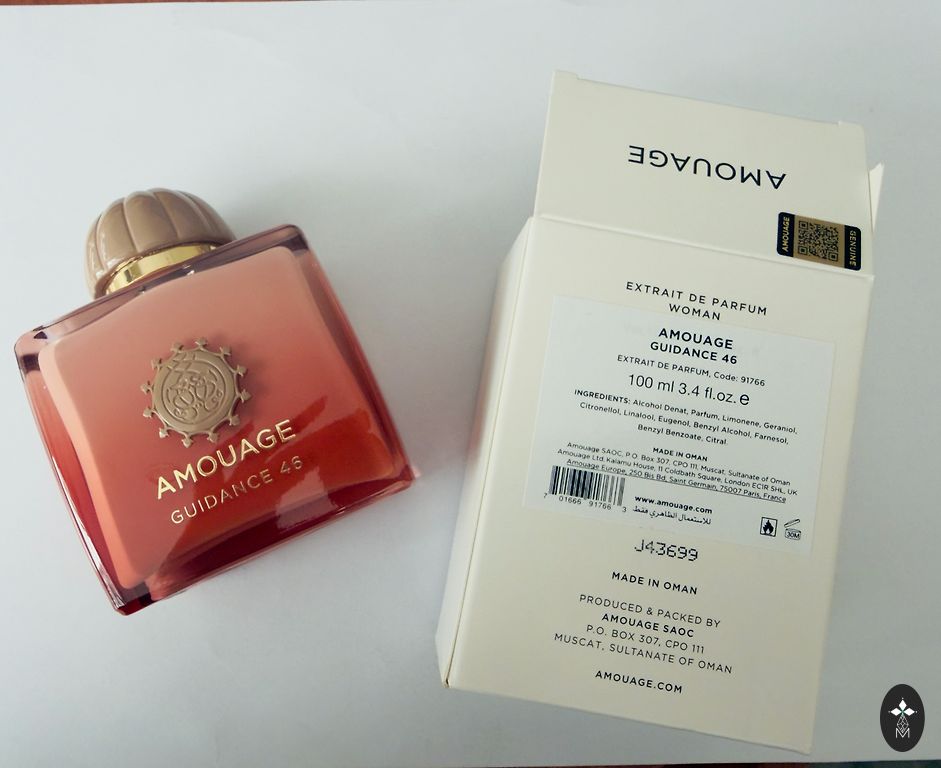 AMOUAGE
GUIDANCE 46
AMOUAGE
AMOUAGE
GENUINE
EXTRAIT DE PARFUM
WOMAN
AMOUAGE
GUIDANCE 46
EXTRAIT DE PARFUM, Code: 91766
100 ml 3.4 fl.oz. e
INGREDIENTS: Alcohol Denat, Parfum, Limonene, Geraniol,
Citronellol, Linalool, Eugenol, Benzyl Alcohol, Farnesol,
Benzyl Benzoate, Citral.
MADE IN OMAN
Amouage SAOC, P.O. Box 307, CPO 111, Muscat, Sultanate of Oman
Amouage Ltd, Kalamu House, 11 Coldbath Square, London EC1R 5HL, UK
Amouage Europe, 250 Bis Bd, Saint Germain, 75007 Paris, France
7 01666 91766 3
www.amouage.com
للاستعمال الظاهري فقط
30M
J43699
MADE IN OMAN
PRODUCED & PACKED BY
AMOUAGE SAOC
P.O. BOX 307, CPO 111
MUSCAT, SULTANATE OF OMAN
AMOUAGE.COM
M